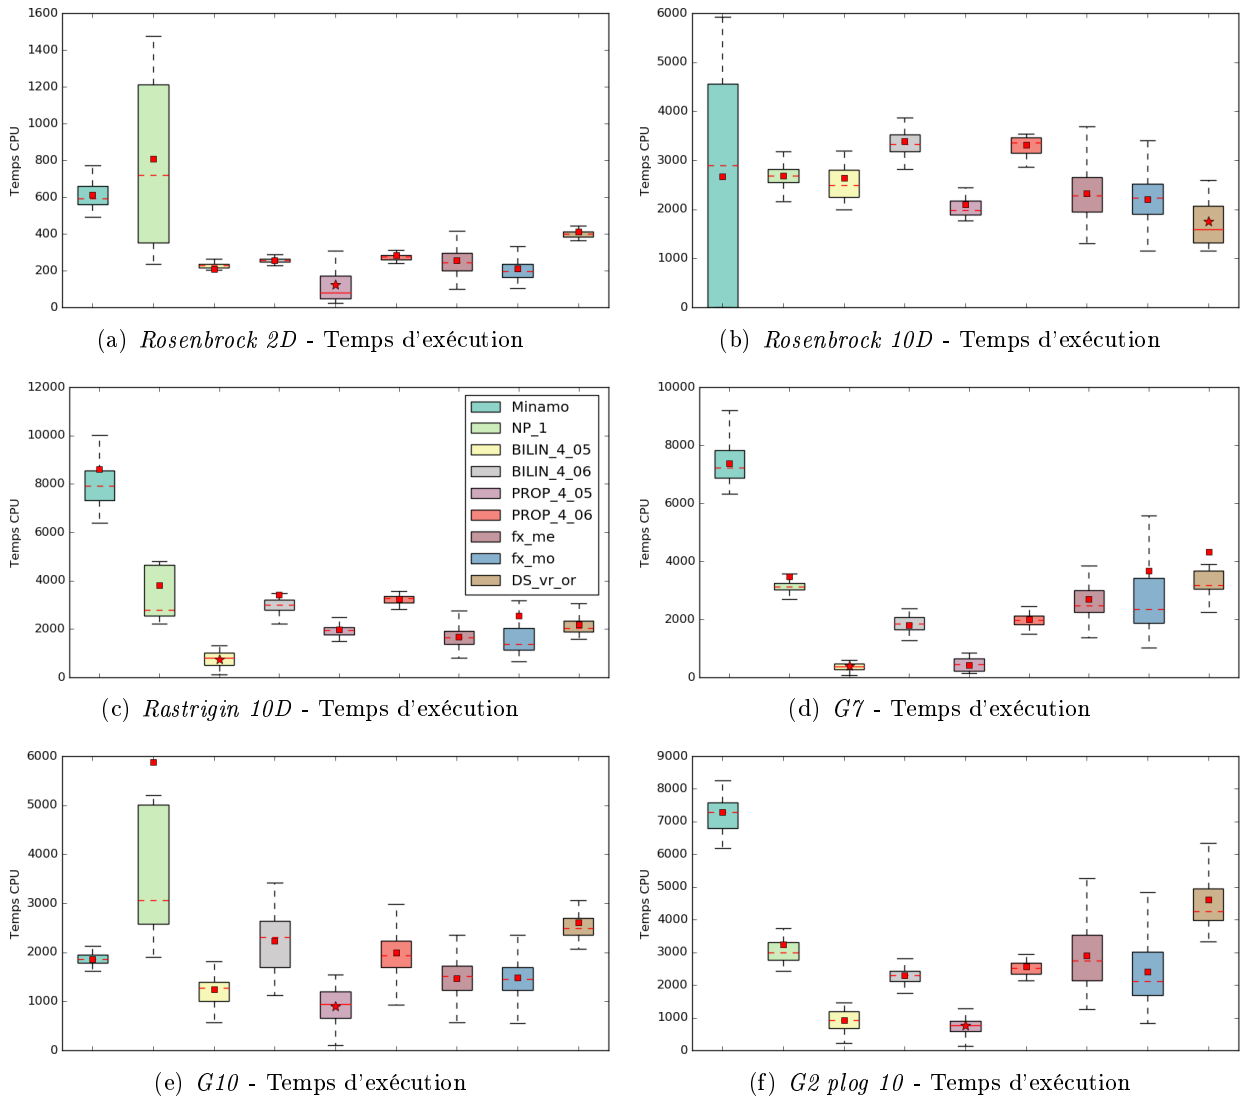 1600
1400
1200
1000
800
600
400
200
0
Temps CPU
(a) Rosenbrock 2D - Temps d'exécution
6000
5000
4000
3000
2000
1000
0
Temps CPU
(b) Rosenbrock 10D - Temps d'exécution
12000
10000
8000
6000
4000
2000
0
Temps CPU
Minamo
NP_1
BILIN_4_05
BILIN_4_06
PROP_4_05
PROP_4_06
fx_me
fx_mo
DS_vr_or
(c) Rastrigin 10D - Temps d'exécution
10000
8000
6000
4000
2000
0
Temps CPU
(d) G7 - Temps d'exécution
6000
5000
4000
3000
2000
1000
0
Temps CPU
(e) G10 - Temps d'exécution
9000
8000
7000
6000
5000
4000
3000
2000
1000
0
Temps CPU
(f) G2 plog 10 - Temps d'exécution